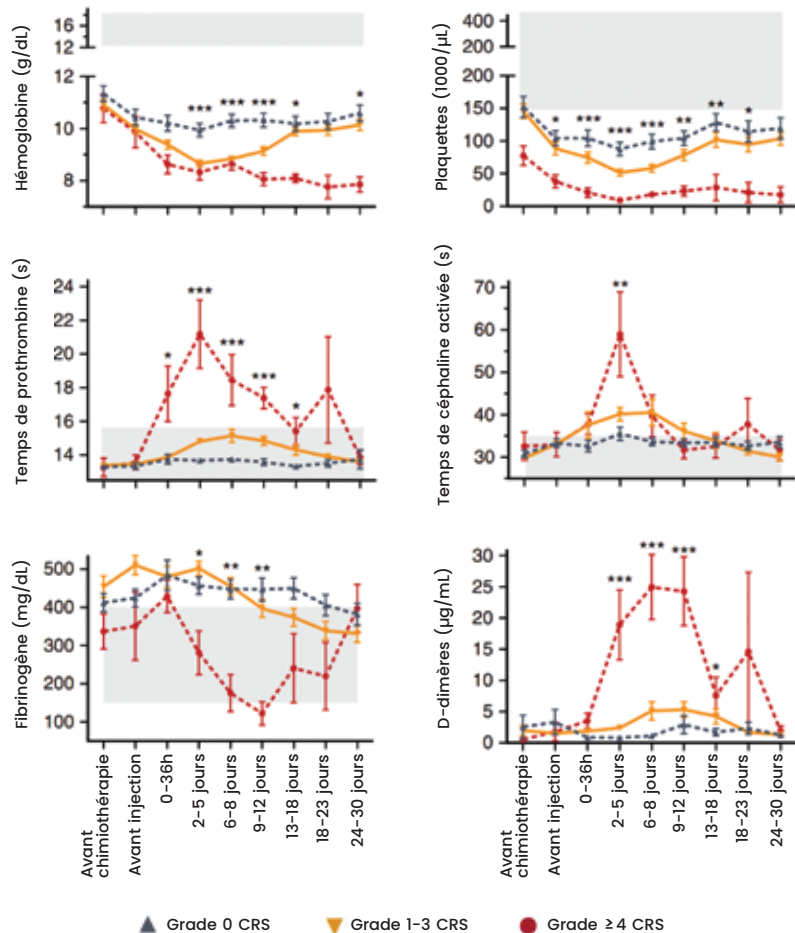 Hémoglobine (g/dL)
16
12
12
10
8
*** *** *** * *
Plaquettes (1000/µL)
400
200
150
100
50
0
* *** *** *** ** ** *
Temps de prothrombine (s)
24
22
20
18
16
14
* *** *** *** *
Temps de céphaline activée (s)
70
60
50
40
30
**
Fibrinogène (mg/dL)
500
400
300
200
100
* ** **
D-dimères (µg/mL)
30
25
20
15
10
5
0
*** *** *** *
Avant
chimiothérapie
Avant injection
0-36h
2-5 jours
6-8 jours
9-12 jours
13-18 jours
18-23 jours
24-30 jours
Avant
chimiothérapie
Avant injection
0-36h
2-5 jours
6-8 jours
9-12 jours
13-18 jours
18-23 jours
24-30 jours
Grade 0 CRS Grade 1-3 CRS Grade ≥4 CRS